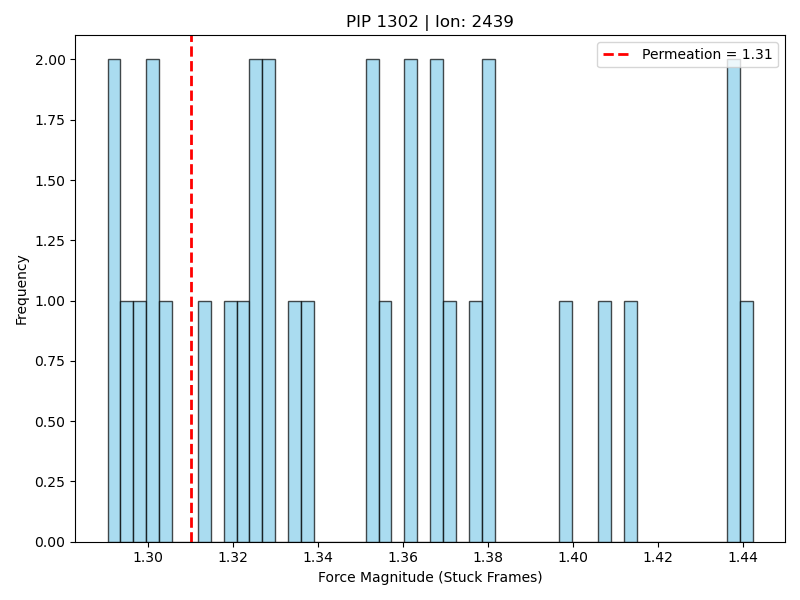 PIP 1302 | Ion: 2439
Permeation = 1.31
2.00
1.75
1.50
1.25
1.00
0.75
0.50
0.25
0.00
Frequency
1.30 1.32 1.34 1.36 1.38 1.40 1.42 1.44
Force Magnitude (Stuck Frames)